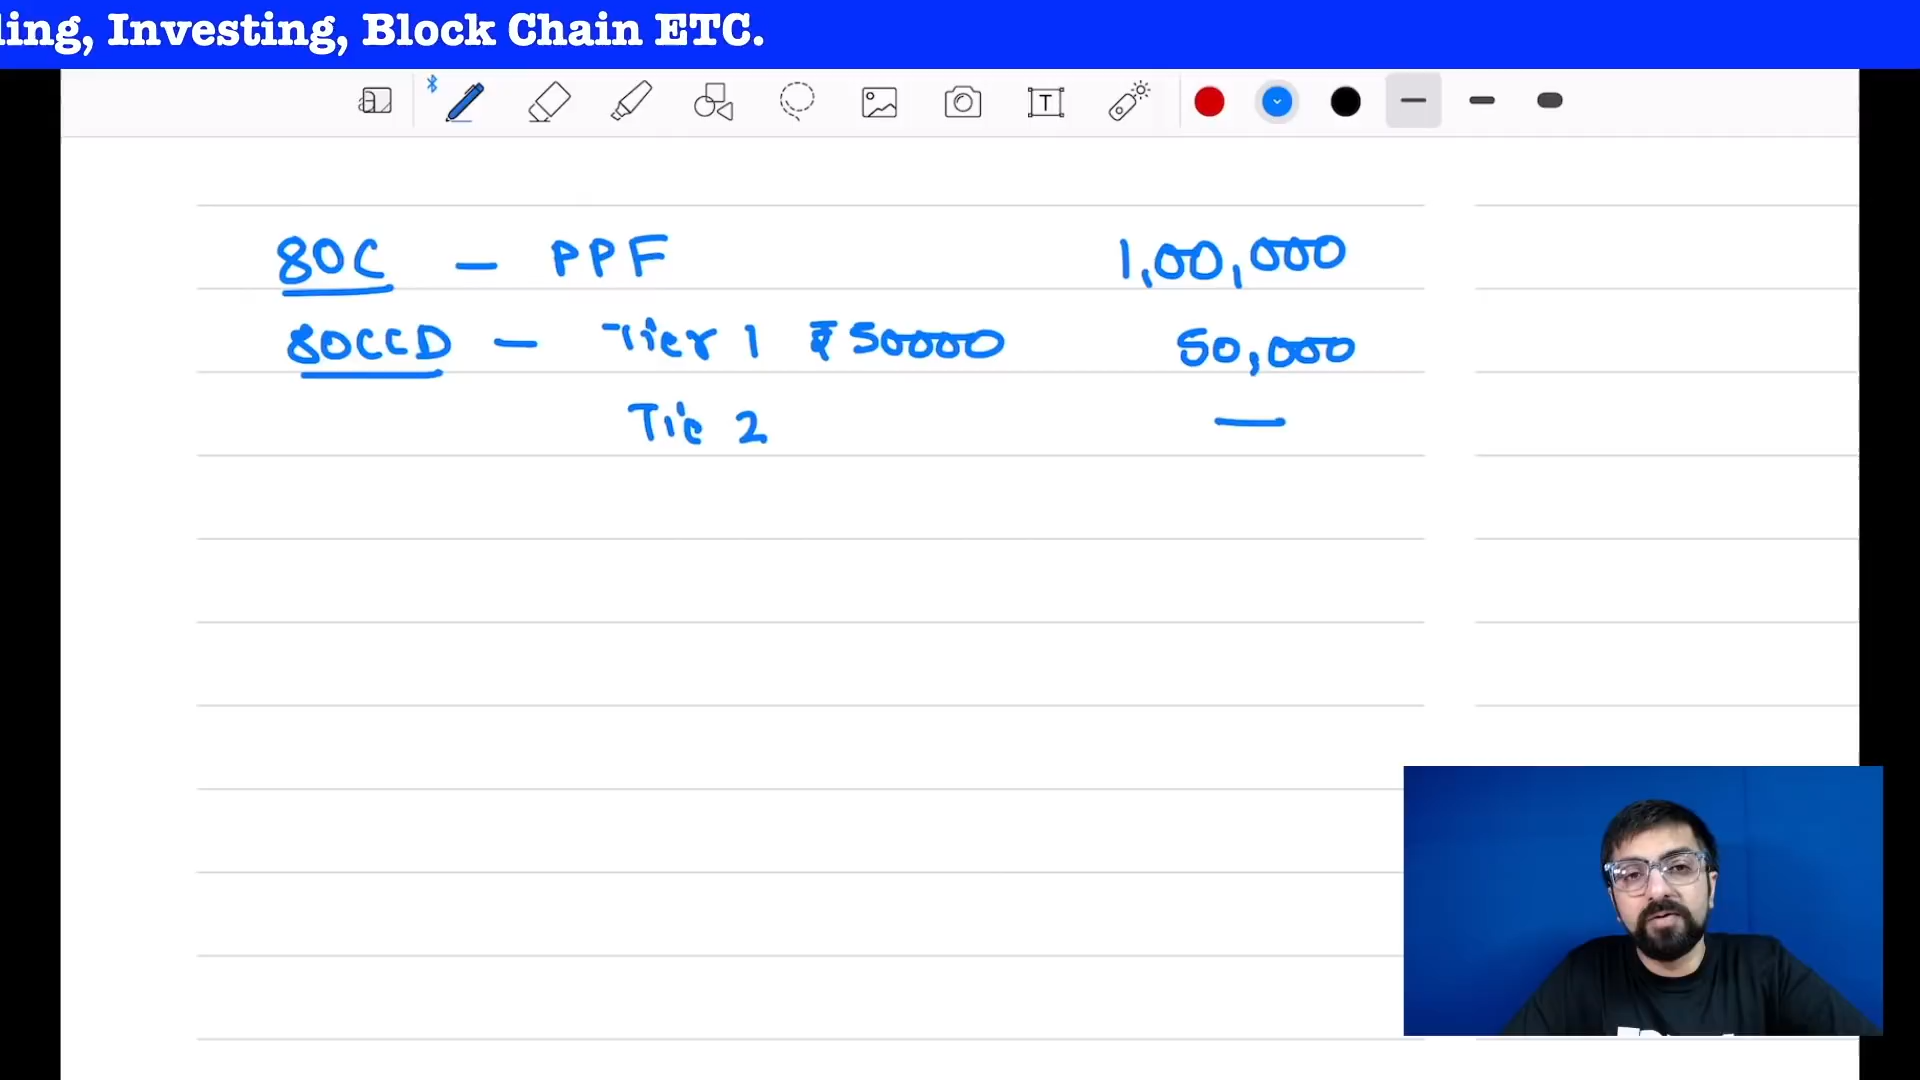 ling, Investing, Block Chain ETC.
T
80C — PPF 1,00,000
80CCD — Tier 1 ₹50000 50,000
Tie 2 —